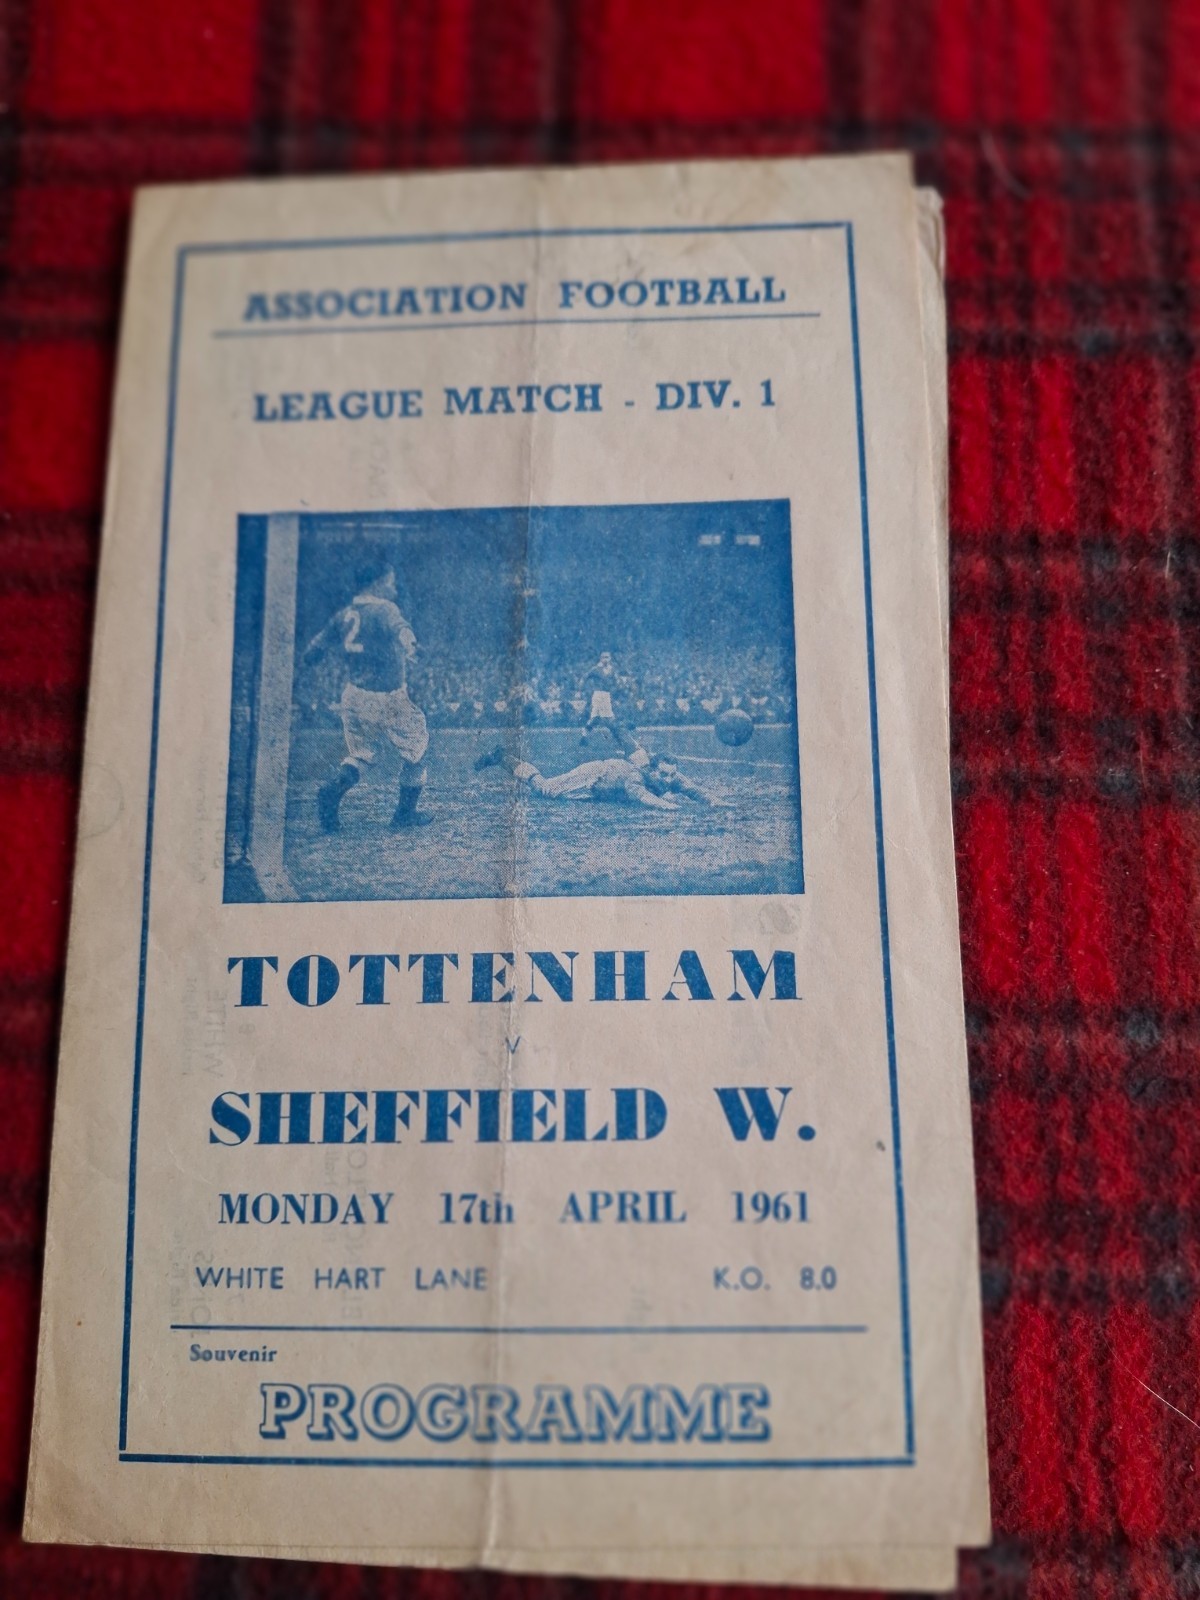 ASSOCIATION FOOTBALL
LEAGUE MATCH - DIV. 1
2
TOTTENHAM
v
SHEFFIELD W.
MONDAY 17th APRIL 1961
WHITE HART LANE K.O. 8.0
Souvenir
PROGRAMME